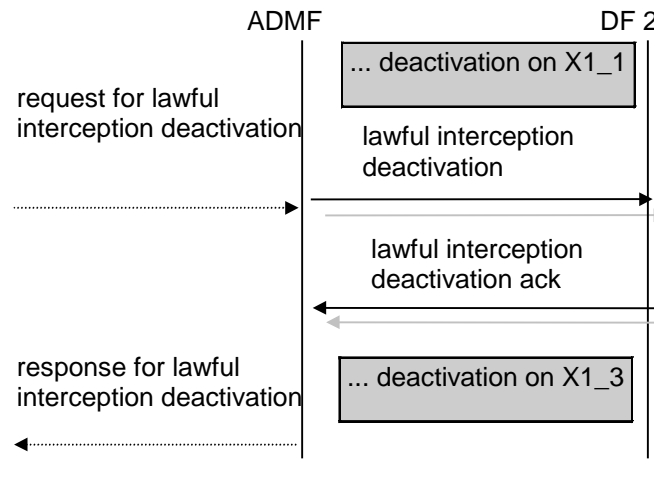 ADMF
DF 2
... deactivation on X1_1
request for lawful
interception deactivation
lawful interception
deactivation
lawful interception
deactivation ack
response for lawful
interception deactivation
... deactivation on X1_3